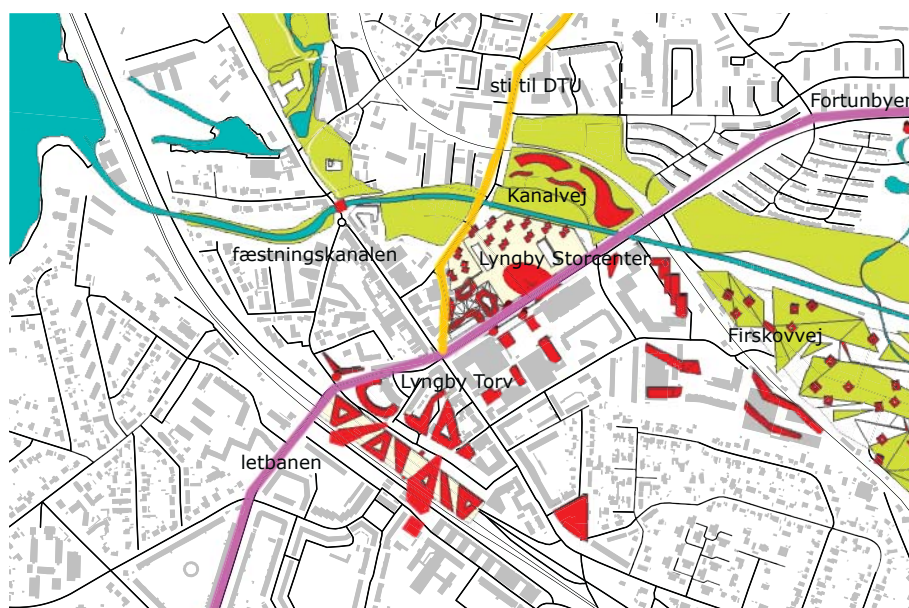 sti til DTU
Fortunbyen
Kanalvej
fæstningskanalen
Lyngby Storcenter
Firskovvej
Lyngby Torv
letbanen